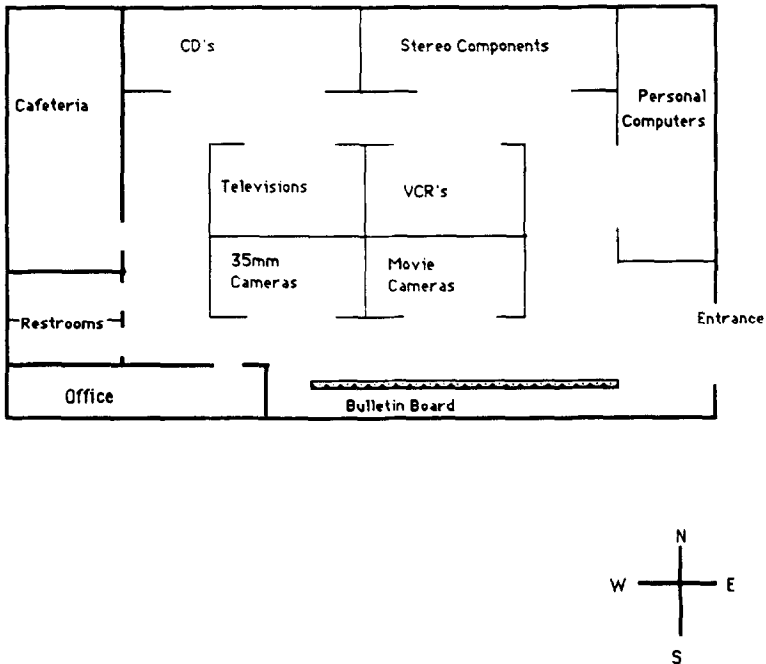 CD's
Stereo Components
Cafeteria
Personal
Computers
Televisions
VCR's
35mm
Cameras
Movie
Cameras
Restrooms
Entrance
Office
Bulletin Board
N
W
E
S